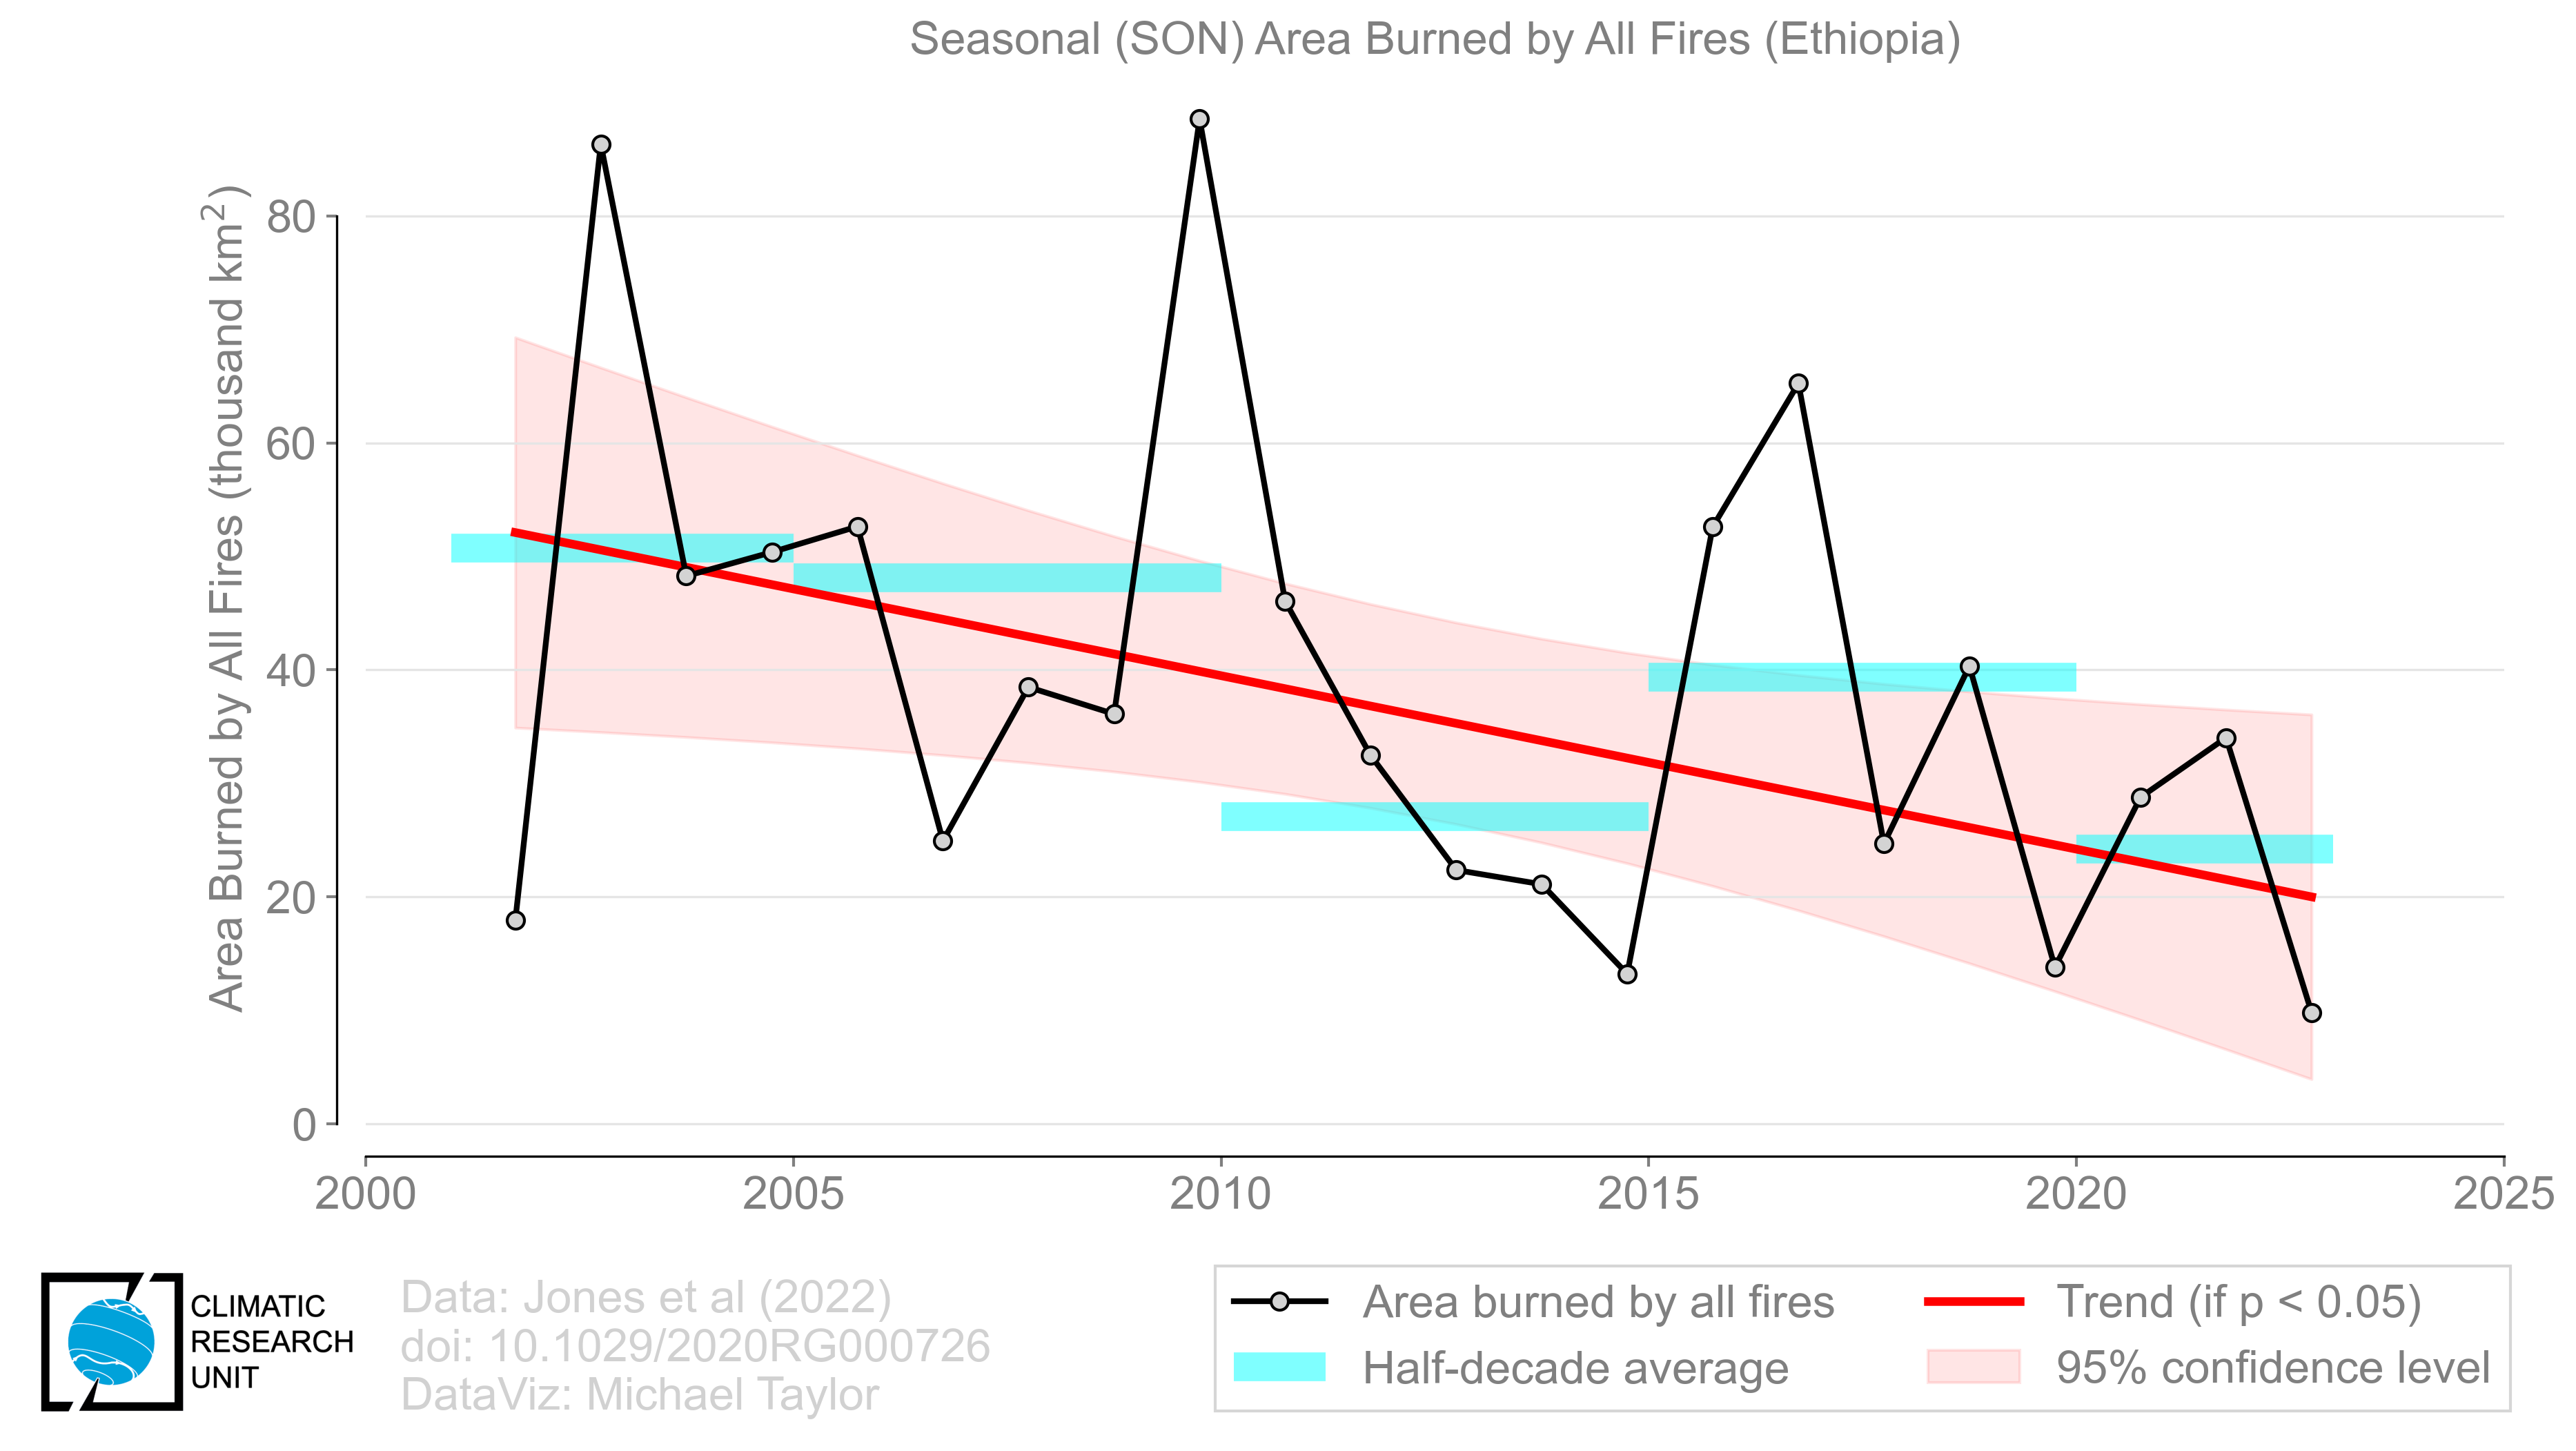 Seasonal (SON) Area Burned by All Fires (Ethiopia)
Area Burned by All Fires (thousand km²)
80
60
40
20
0
2000
2005
2010
2015
2020
2025
CLIMATIC
RESEARCH
UNIT
Data: Jones et al (2022)
doi: 10.1029/2020RG000726
DataViz: Michael Taylor
Area burned by all fires
Half-decade average
Trend (if p < 0.05)
95% confidence level